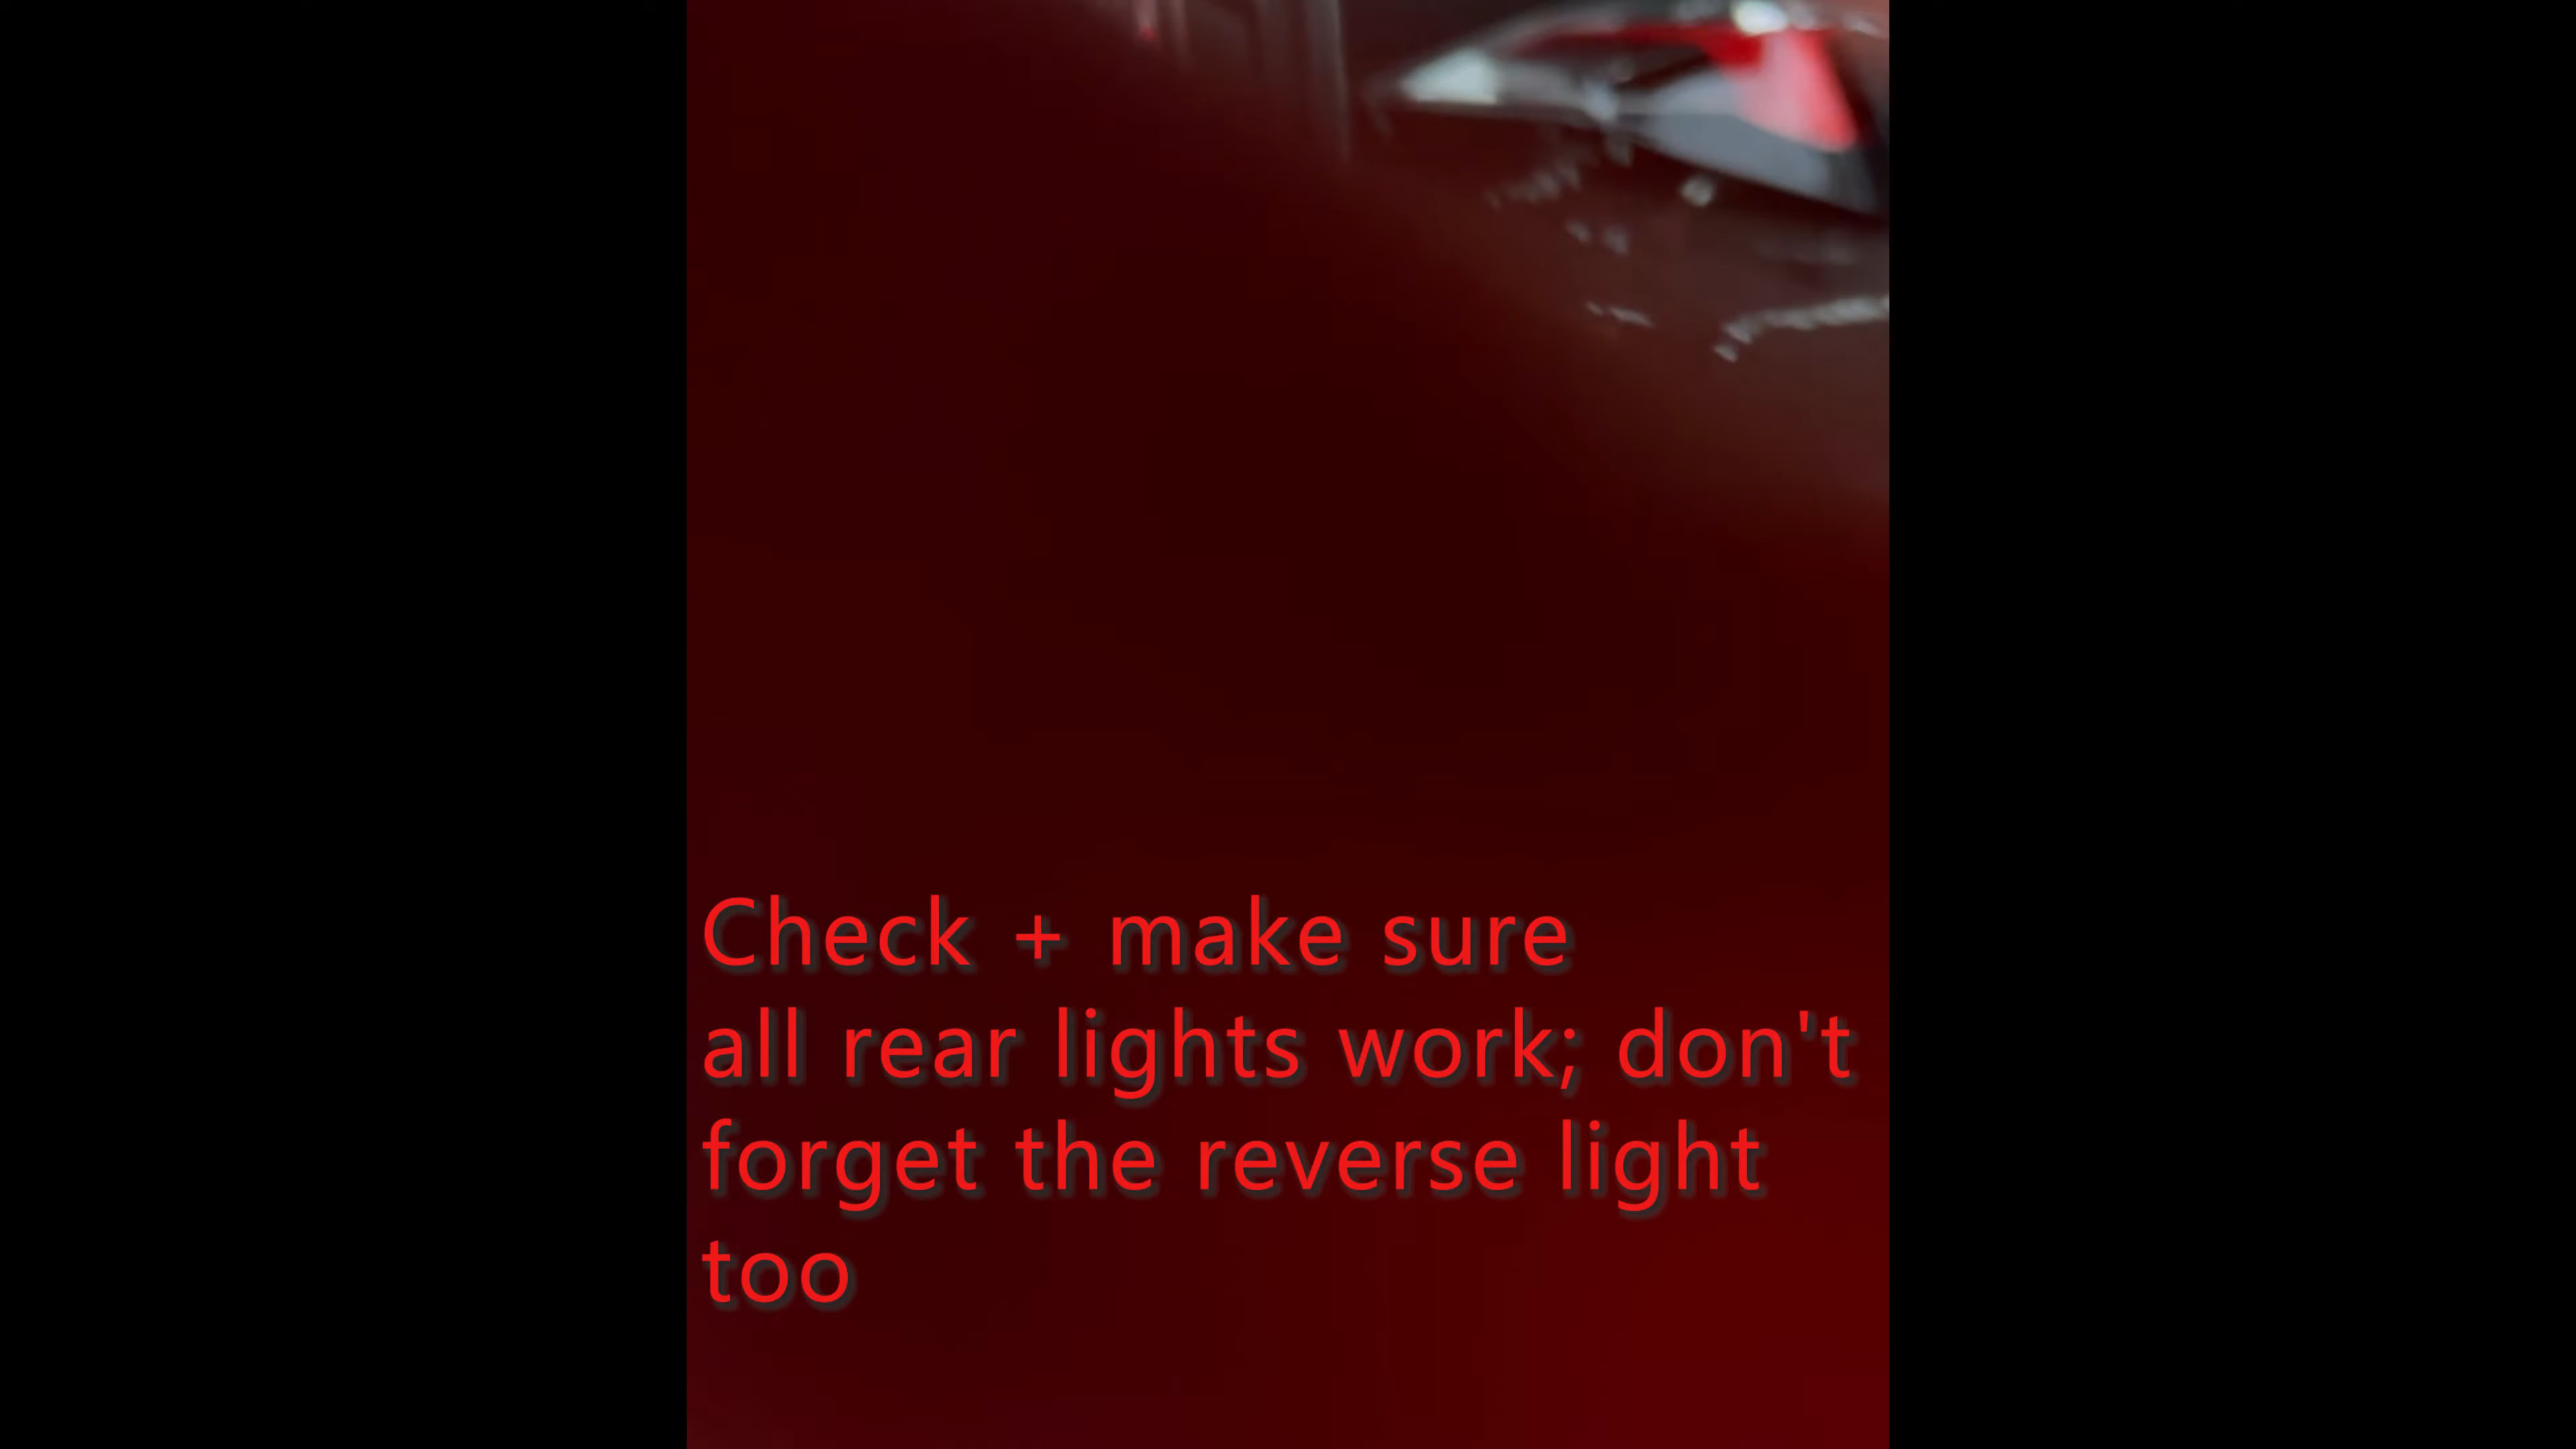 Check + make sure
all rear lights work; don't
forget the reverse light
too